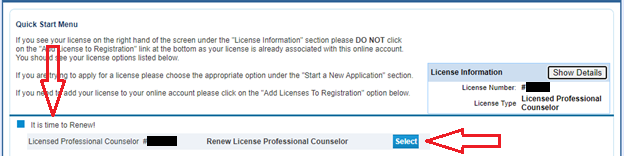 Quick Start Menu
If you see your license on the right hand of the screen under the "License Information" section please DO NOT click
on the "Add License to Registration" link at the bottom as your license is already associated with this online account.
You should see your license options listed below.
If you are trying to apply for a license please choose the appropriate option under the "Start a New Application" section.
If you need to add your license to your online account please click on the "Add Licenses To Registration" option below.
License Information Show Details
License Number: #
License Type Licensed Professional
Counselor
It is time to Renew!
Licensed Professional Counselor # Renew License Professional Counselor Select